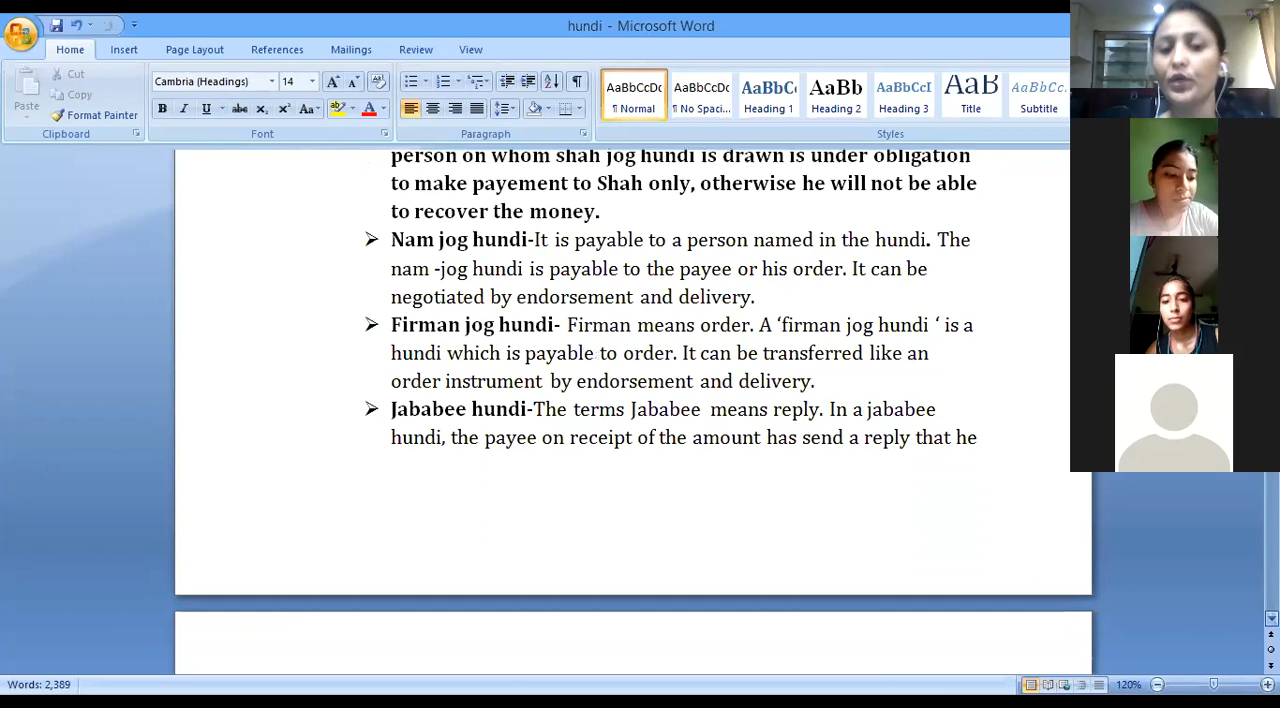 hundi - Microsoft Word
Home Insert Page Layout References Mailings Review View
Cut
Copy
Paste
Format Painter
Clipboard
Cambria (Headings) 14
Font
Paragraph
AaBbCcDc AaBbCcDc AaBbC AaBbCc AaBbCcI AaB AaBbCcI
¶ Normal ¶ No Spaci... Heading 1 Heading 2 Heading 3 Title Subtitle
Styles
person on whom shah jog hundi is drawn is under obligation
to make payement to Shah only, otherwise he will not be able
to recover the money.
➢ Nam jog hundi-It is payable to a person named in the hundi. The
nam -jog hundi is payable to the payee or his order. It can be
negotiated by endorsement and delivery.
➢ Firman jog hundi- Firman means order. A ‘firman jog hundi ‘ is a
hundi which is payable to order. It can be transferred like an
order instrument by endorsement and delivery.
➢ Jababee hundi-The terms Jababee means reply. In a jababee
hundi, the payee on receipt of the amount has send a reply that he
Words: 2,389
120%